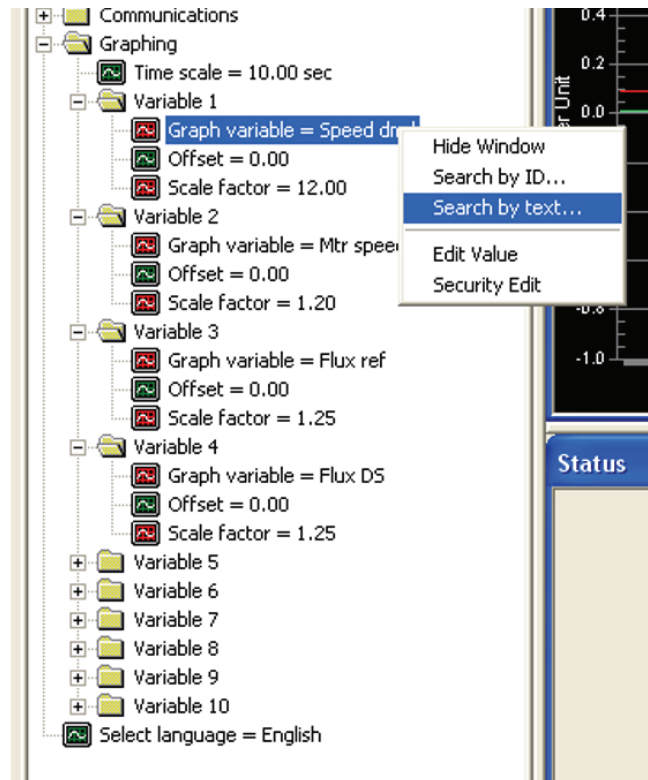 Communications
Graphing
Time scale = 10.00 sec
Variable 1
Graph variable = Speed
Offset = 0.00
Scale factor = 12.00
Variable 2
Graph variable = Mtr
Offset = 0.00
Scale factor = 1.20
Variable 3
Graph variable = Flux ref
Offset = 0.00
Scale factor = 1.25
Variable 4
Graph variable = Flux DS
Offset = 0.00
Scale factor = 1.25
Variable 5
Variable 6
Variable 7
Variable 8
Variable 9
Variable 10
Select language = English
Hide Window
Search by ID...
Search by text...
Edit Value
Security Edit
0.4
0.2
0.0
-0.8
-1.0
Unit
Status